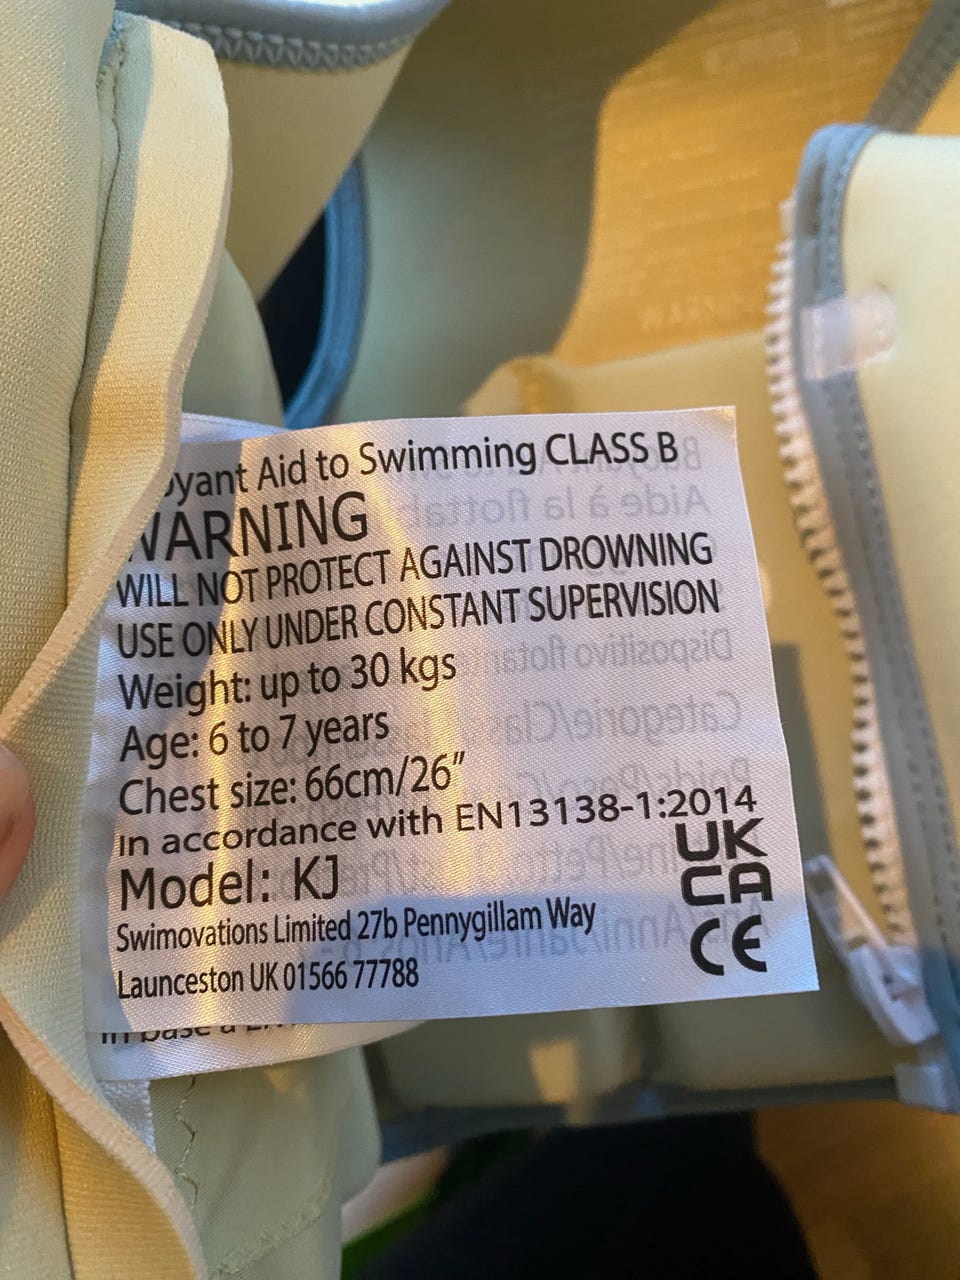 yant Aid to Swimming CLASS B
WARNING
WILL NOT PROTECT AGAINST DROWNING
USE ONLY UNDER CONSTANT SUPERVISION
Weight: up to 30 kgs
Age: 6 to 7 years
Chest size: 66cm/26″
in accordance with EN13138-1:2014
Model: KJ
UK
CA
Swimovations Limited 27b Pennygillam Way
CE
Launceston UK 01566 77788
WARNING